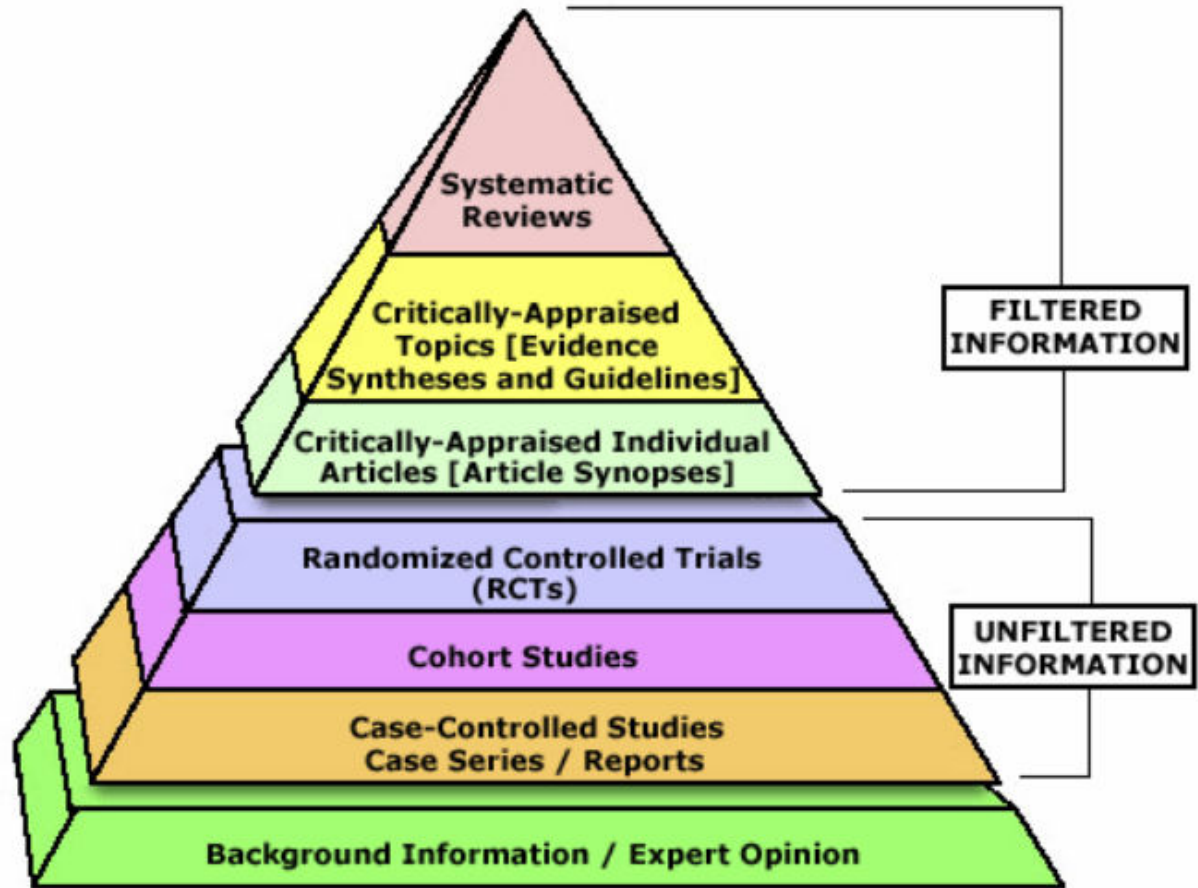 Systematic
Reviews
Critically-Appraised
Topics [Evidence
Syntheses and Guidelines]
Critically-Appraised Individual
Articles [Article Synopses]
FILTERED
INFORMATION
Randomized Controlled Trials
(RCTs)
Cohort Studies
Case-Controlled Studies
Case Series / Reports
UNFILTERED
INFORMATION
Background Information / Expert Opinion